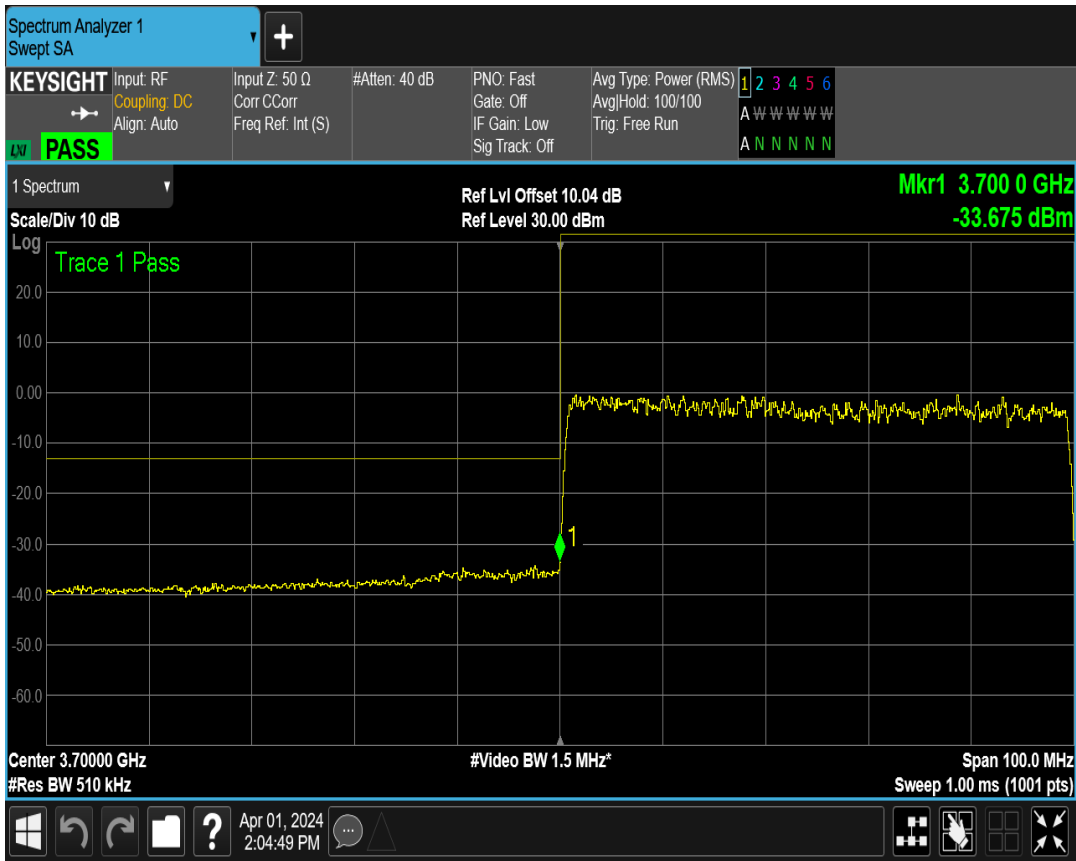 Spectrum Analyzer 1
Swept SA
+
KEYSIGHT
LXI PASS
Input: RF
Coupling: DC
Align: Auto
Input Z: 50 Ω
Corr CCorr
Freq Ref: Int (S)
#Atten: 40 dB
PNO: Fast
Gate: Off
IF Gain: Low
Sig Track: Off
Avg Type: Power (RMS)
Avg|Hold: 100/100
Trig: Free Run
1 2 3 4 5 6
A W W W W W
A N N N N N
1 Spectrum
Scale/Div 10 dB
Ref Lvl Offset 10.04 dB
Ref Level 30.00 dBm
Mkr1 3.700 0 GHz
-33.675 dBm
Log
Trace 1 Pass
20.0
10.0
0.00
-10.0
-20.0
-30.0
-40.0
-50.0
-60.0
1
Center 3.70000 GHz
#Res BW 510 kHz
#Video BW 1.5 MHz*
Span 100.0 MHz
Sweep 1.00 ms (1001 pts)
?
Apr 01, 2024
2:04:49 PM